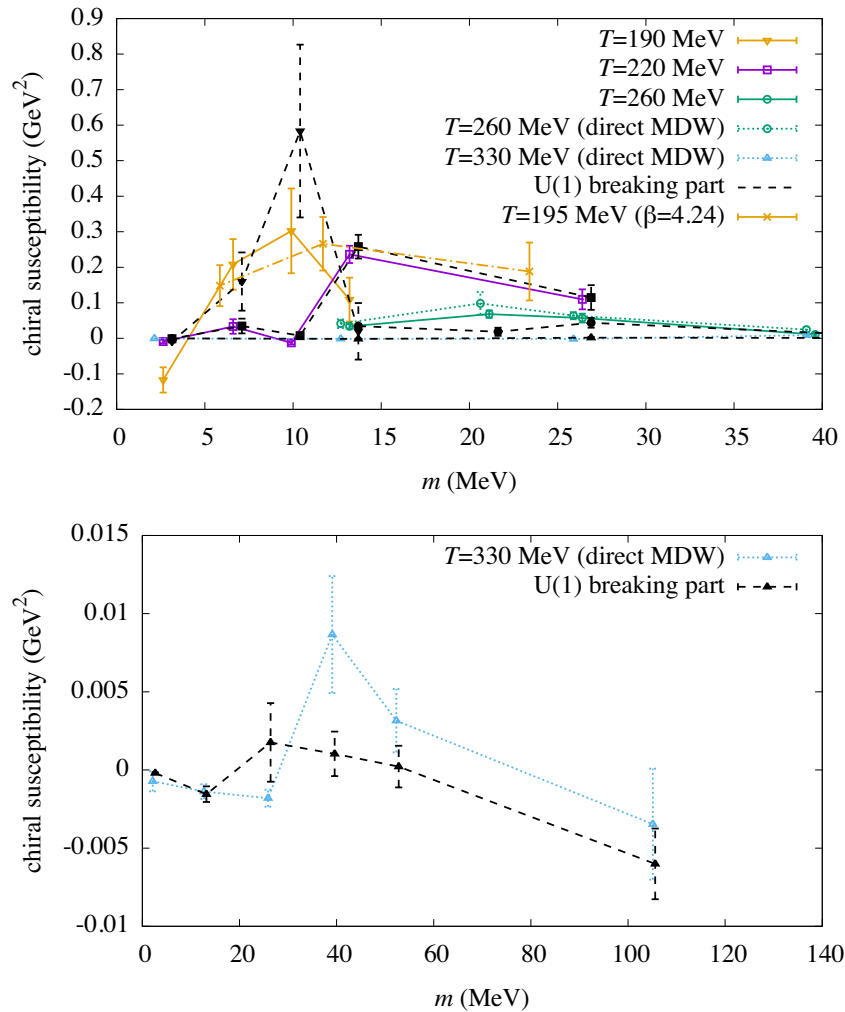 chiral susceptibility (GeV²)
0.9
0.8
0.7
0.6
0.5
0.4
0.3
0.2
0.1
0
-0.1
-0.2
T=190 MeV
T=220 MeV
T=260 MeV
T=260 MeV (direct MDW)
T=330 MeV (direct MDW)
U(1) breaking part
T=195 MeV (β=4.24)
0 5 10 15 20 25 30 35 40
m (MeV)
chiral susceptibility (GeV²)
0.015
0.01
0.005
0
-0.005
-0.01
T=330 MeV (direct MDW)
U(1) breaking part
0 20 40 60 80 100 120 140
m (MeV)